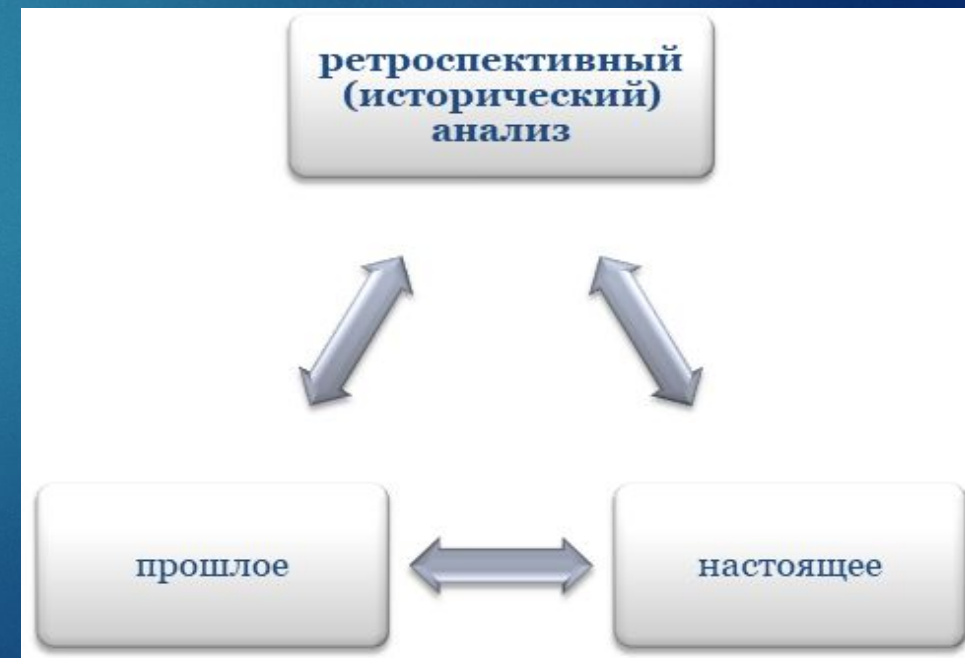 ретроспективный
(исторический)
анализ
прошлое
настоящее